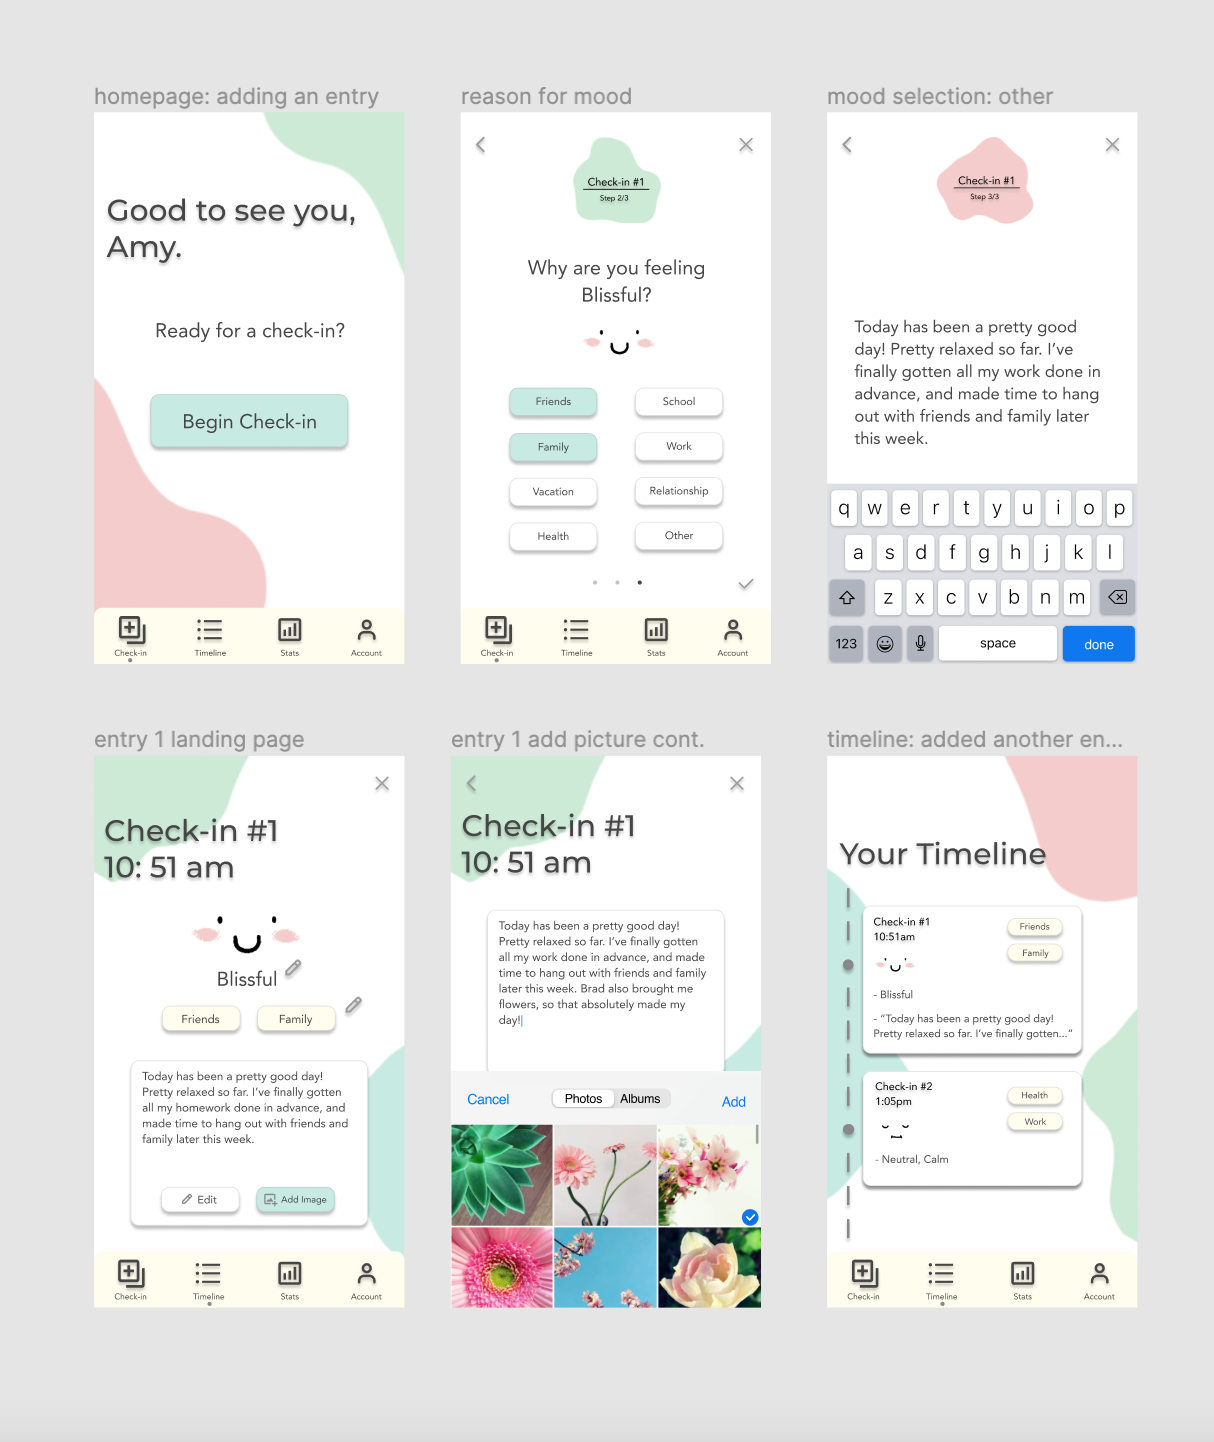 homepage: adding an entry
Good to see you,
Amy.
Ready for a check-in?
Begin Check-in
Check-in
Timeline
Stats
Account
reason for mood
Check-in #1
Step 2/3
Why are you feeling
Blissful?
Friends
School
Family
Work
Vacation
Relationship
Health
Other
Check-in
Timeline
Stats
Account
mood selection: other
Check-in #1
Step 3/3
Today has been a pretty good
day! Pretty relaxed so far. I've
finally gotten all my work done in
advance, and made time to hang
out with friends and family later
this week.
q w e r t y u i o p
a s d f g h j k l
z x c v b n m
123
space
done
entry 1 landing page
Check-in #1
10: 51 am
Blissful
Friends
Family
Today has been a pretty good day!
Pretty relaxed so far. I've finally gotten
all my homework done in advance, and
made time to hang out with friends and
family later this week.
Edit
Add Image
Check-in
Timeline
Stats
Account
entry 1 add picture cont.
Check-in #1
10: 51 am
Today has been a pretty good day!
Pretty relaxed so far. I've finally gotten
all my work done in advance, and made
time to hang out with friends and family
later this week. Brad also brought me
flowers, so that absolutely made my
day!
Cancel
Photos
Albums
Add
timeline: added another en...
Your Timeline
Check-in #1
10:51am
Friends
Family
- Blissful
- "Today has been a pretty good day!
Pretty relaxed so far. I've finally gotten..."
Check-in #2
1:05pm
Health
Work
- Neutral, Calm
Check-in
Timeline
Stats
Account